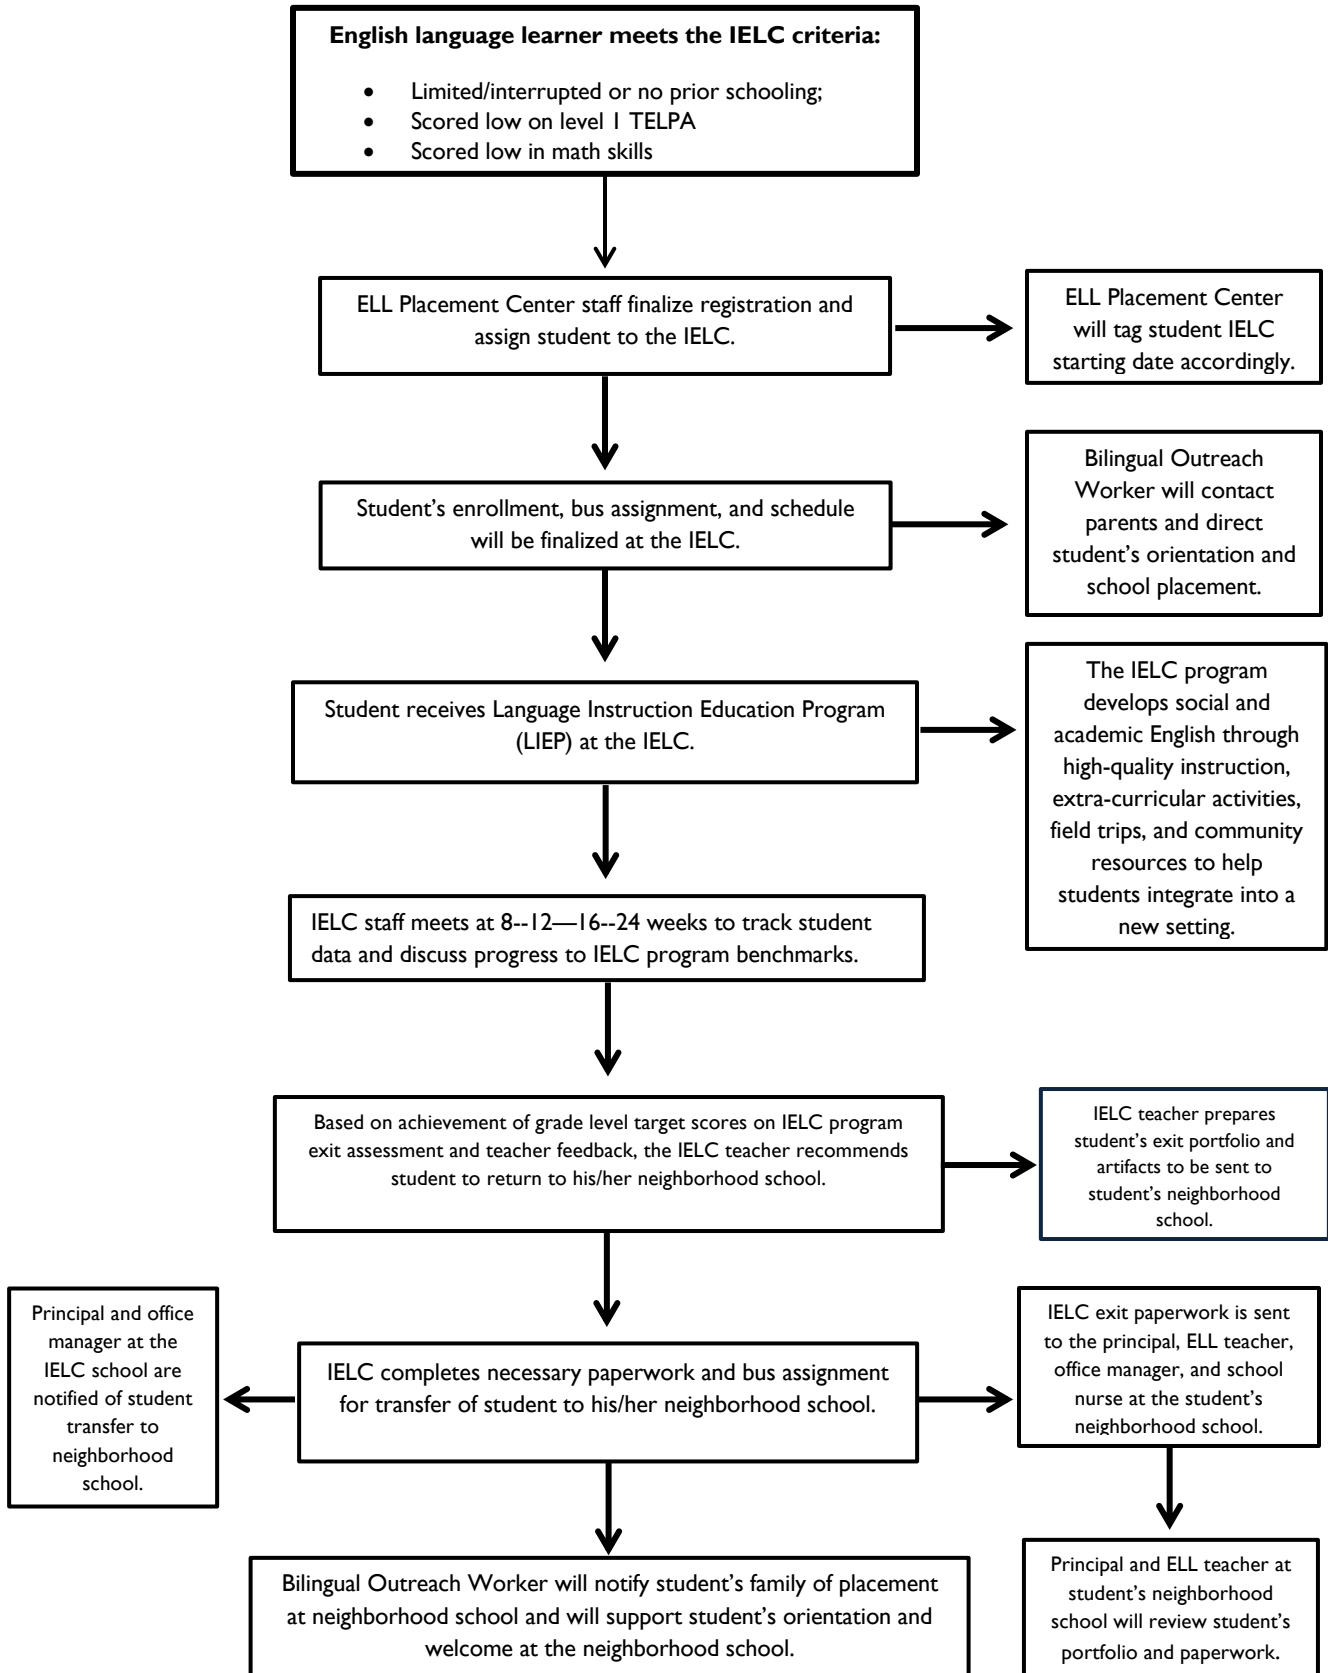 English language learner meets the IELC criteria:
• Limited/interrupted or no prior schooling;
• Scored low on level 1 TELPA
• Scored low in math skills
ELL Placement Center staff finalize registration and
assign student to the IELC.
ELL Placement Center
will tag student IELC
starting date accordingly.
Student’s enrollment, bus assignment, and schedule
will be finalized at the IELC.
Bilingual Outreach
Worker will contact
parents and direct
student’s orientation and
school placement.
Student receives Language Instruction Education Program
(LIEP) at the IELC.
The IELC program
develops social and
academic English through
high-quality instruction,
extra-curricular activities,
field trips, and community
resources to help
students integrate into a
new setting.
IELC staff meets at 8--12—16--24 weeks to track student
data and discuss progress to IELC program benchmarks.
Based on achievement of grade level target scores on IELC program
exit assessment and teacher feedback, the IELC teacher recommends
student to return to his/her neighborhood school.
IELC teacher prepares
student’s exit portfolio and
artifacts to be sent to
student’s neighborhood
school.
Principal and office
manager at the
IELC school are
notified of student
transfer to
neighborhood
school.
IELC completes necessary paperwork and bus assignment
for transfer of student to his/her neighborhood school.
IELC exit paperwork is sent
to the principal, ELL teacher,
office manager, and school
nurse at the student’s
neighborhood school.
Bilingual Outreach Worker will notify student’s family of placement
at neighborhood school and will support student’s orientation and
welcome at the neighborhood school.
Principal and ELL teacher at
student’s neighborhood
school will review student’s
portfolio and paperwork.